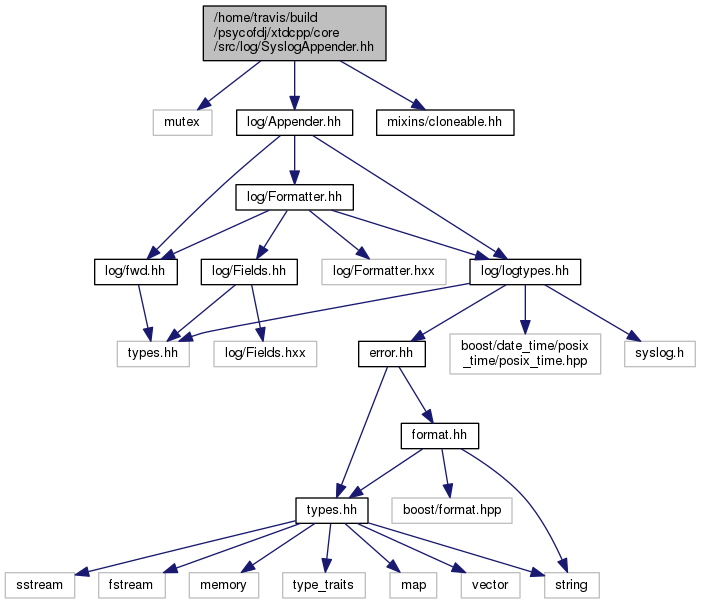 /home/travis/build
/psycofdj/xtdcpp/core
/src/log/SyslogAppender.hh
mutex
log/Appender.hh
mixins/cloneable.hh
log/Formatter.hh
log/fwd.hh
log/Fields.hh
log/Formatter.hxx
log/logtypes.hh
types.hh
log/Fields.hxx
error.hh
boost/date_time/posix
_time/posix_time.hpp
syslog.h
format.hh
types.hh
boost/format.hpp
sstream
fstream
memory
type_traits
map
vector
string